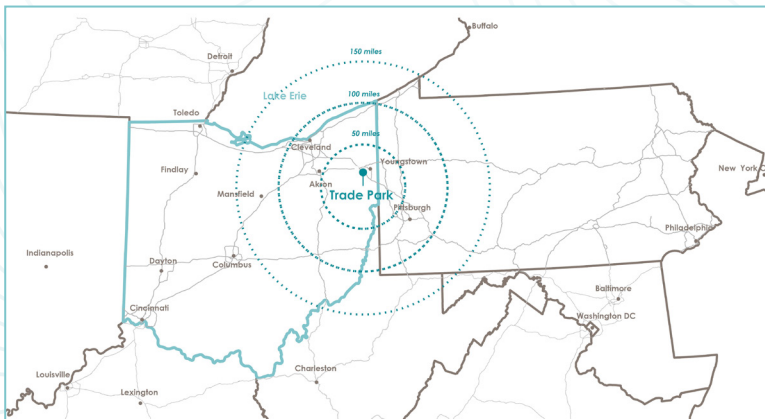 Buffalo
150 miles
Detroit
100 miles
Lake Erie
Toledo
50 miles
Cleveland
Youngstown
Findlay
New York C
Akron
Mansfield
Trade Park
Pittsburgh
Philadelphia
Indianapolis
Dayton
Columbus
Baltimore
Cincinnati
Washington DC
Charleston
Louisville
Lexington